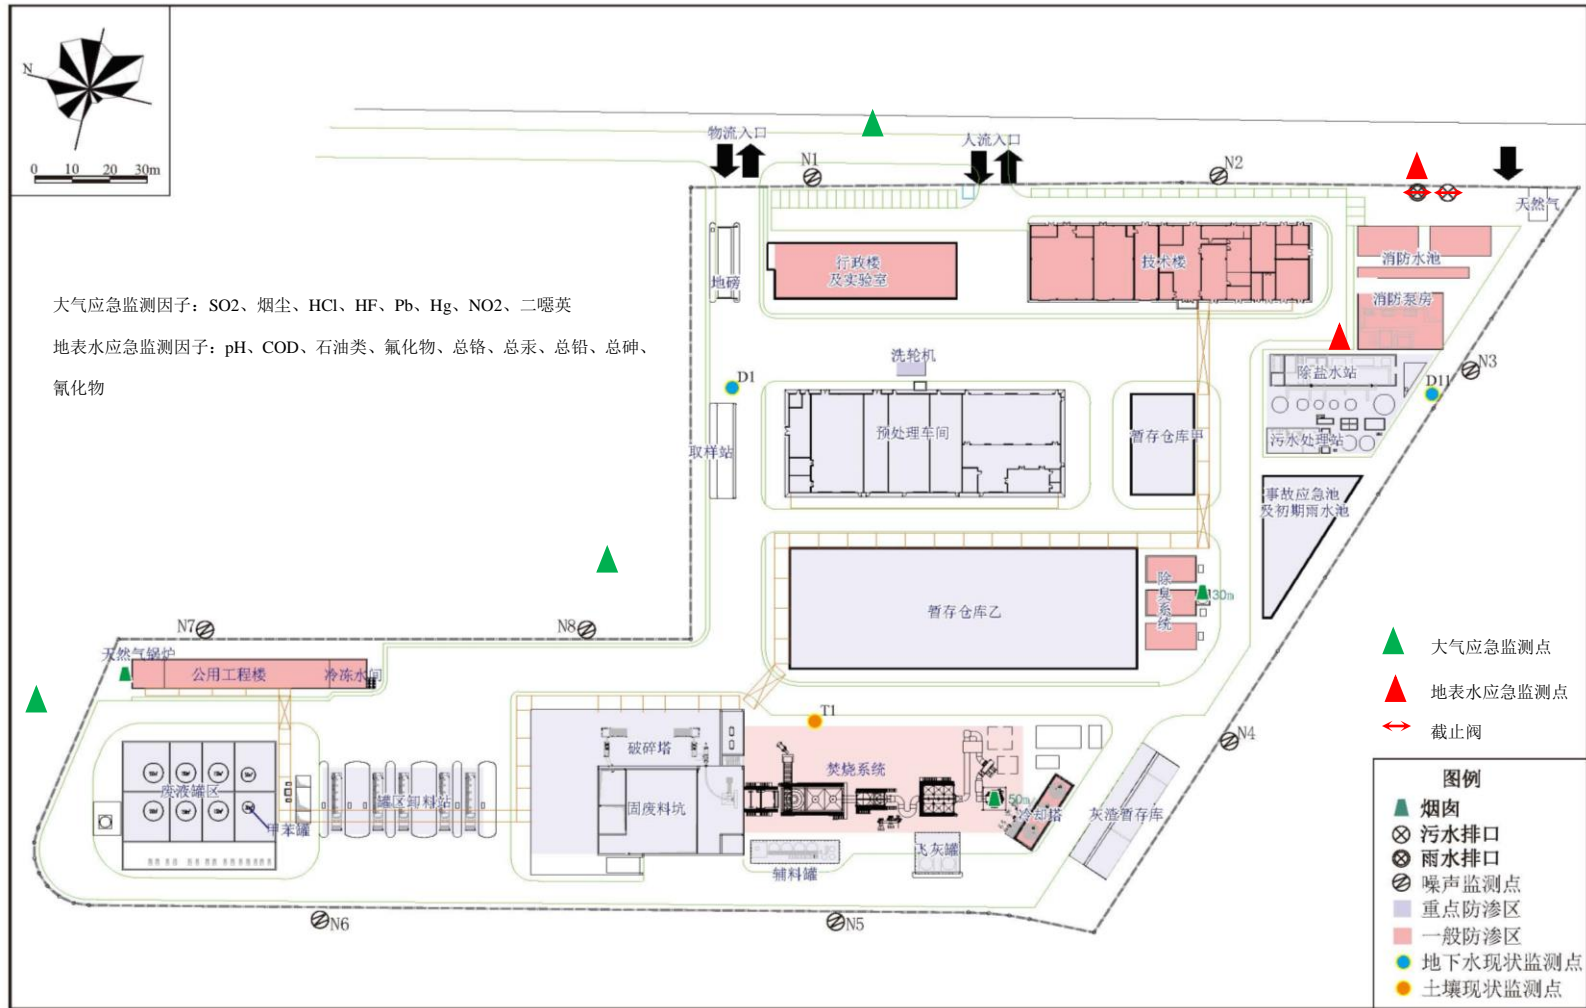 N
0 10 20 30m
物流入口
人流入口
N1
N2
天然气
地磅
行政楼
及实验室
技术楼
消防水池
消防泵房
大气应急监测因子：SO2、烟尘、HCl、HF、Pb、Hg、NO2、二噁英
地表水应急监测因子：pH、COD、石油类、氟化物、总铬、总汞、总铅、总砷、
氰化物
洗轮机
N3
除盐水站
D1
D11
取样站
预处理车间
暂存仓库甲
污水处理站
事故应急池
及初期雨水池
暂存仓库乙
除臭系统
30m
N7
N8
天然气锅炉
公用工程楼
冷冻水间
大气应急监测点
地表水应急监测点
截止阀
T1
N4
破碎塔
焚烧系统
废液罐区
罐区卸料站
固废料坑
50m
冷却塔
灰渣暂存库
甲苯罐
飞灰罐
辅料罐
N6
N5
图例
烟囱
污水排口
雨水排口
噪声监测点
重点防渗区
一般防渗区
地下水现状监测点
土壤现状监测点